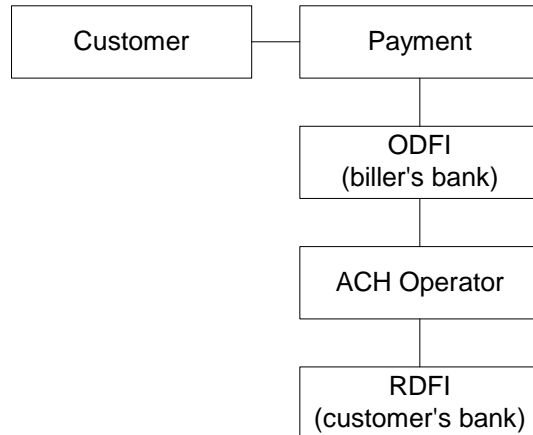 Customer
Payment
ODFI
(biller's bank)
ACH Operator
RDFI
(customer's bank)